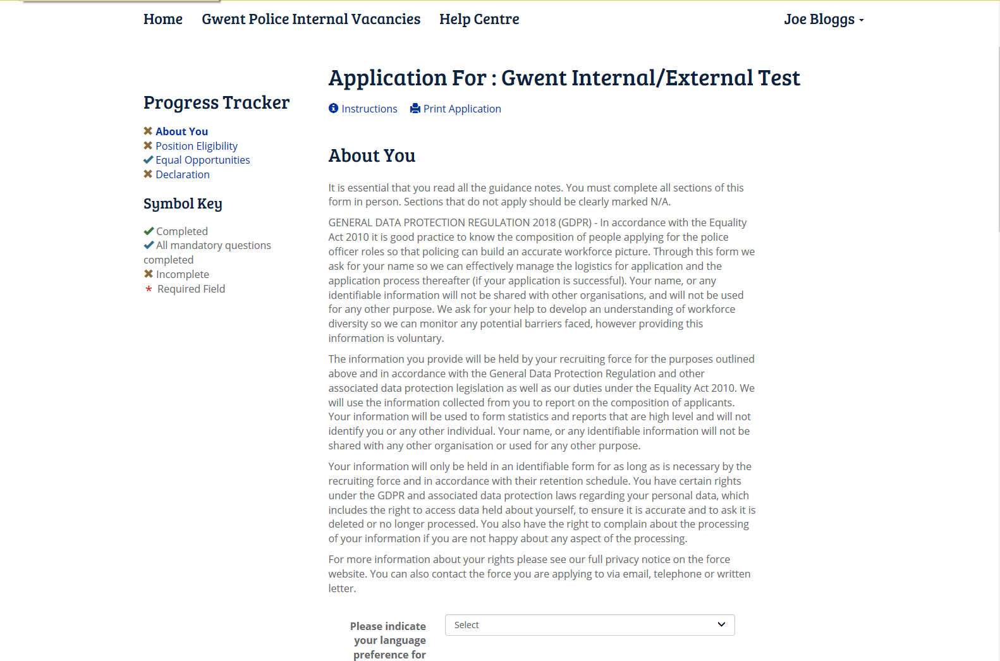 Home Gwent Police Internal Vacancies Help Centre Joe Bloggs
Progress Tracker
About You
Position Eligibility
Equal Opportunities
Declaration
Symbol Key
Completed
All mandatory questions
completed
Incomplete
* Required Field
Application For : Gwent Internal/External Test
Instructions Print Application
About You
It is essential that you read all the guidance notes. You must complete all sections of this
form in person. Sections that do not apply should be clearly marked N/A.
GENERAL DATA PROTECTION REGULATION 2018 (GDPR) - In accordance with the Equality
Act 2010 it is good practice to know the composition of people applying for the police
officer roles so that policing can build an accurate workforce picture. Through this form we
ask for your name so we can effectively manage the logistics for application and the
application process thereafter (if your application is successful). Your name, or any
identifiable information will not be shared with other organisations, and will not be used
for any other purpose. We ask for your help to develop an understanding of workforce
diversity so we can monitor any potential barriers faced, however providing this
information is voluntary.
The information you provide will be held by your recruiting force for the purposes outlined
above and in accordance with the General Data Protection Regulation and other
associated data protection legislation as well as our duties under the Equality Act 2010. We
will use the information collected from you to report on the composition of applicants.
Your information will be used to form statistics and reports that are high level and will not
identify you or any other individual. Your name, or any identifiable information will not be
shared with any other organisation or used for any other purpose.
Your information will only be held in an identifiable form for as long as is necessary by the
recruiting force and in accordance with their retention schedule. You have certain rights
under the GDPR and associated data protection laws regarding your personal data, which
includes the right to access data held about yourself, to ensure it is accurate and to ask it is
deleted or no longer processed. You also have the right to complain about the processing
of your information if you are not happy about any aspect of the processing.
For more information about your rights please see our full privacy notice on the force
website. You can also contact the force you are applying to via email, telephone or written
letter.
Please indicate
your language
preference for
Select